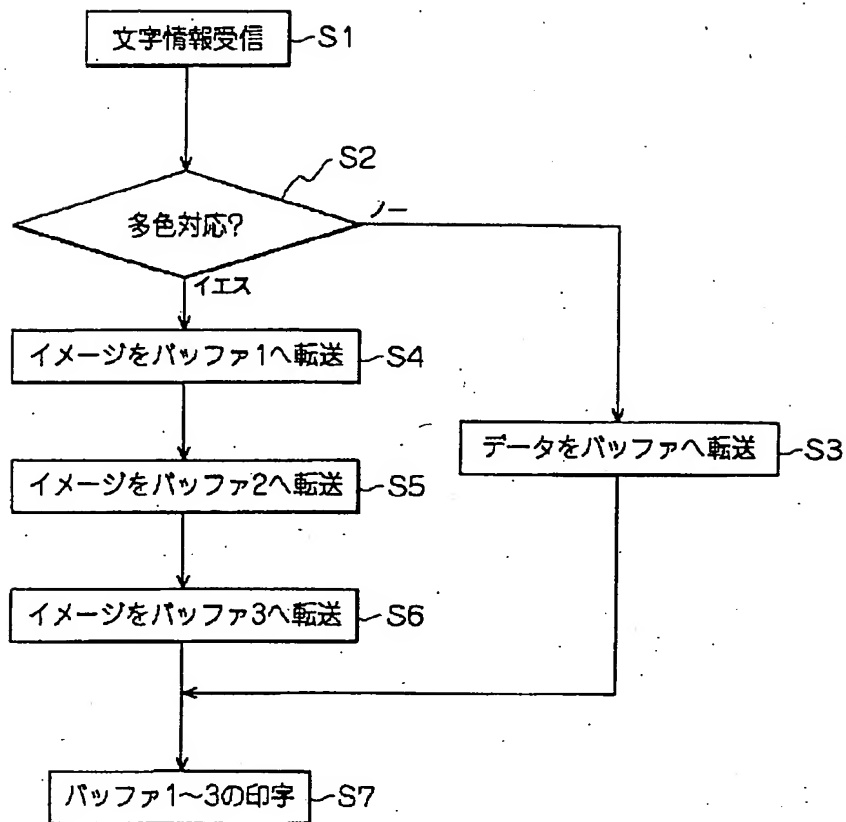 文字情報受信 S1
S2
多色対応?
ノー
イエス
イメージをバッファ1へ転送 S4
データをバッファへ転送 S3
イメージをバッファ2へ転送 S5
イメージをバッファ3へ転送 S6
バッファ1~3の印字 S7